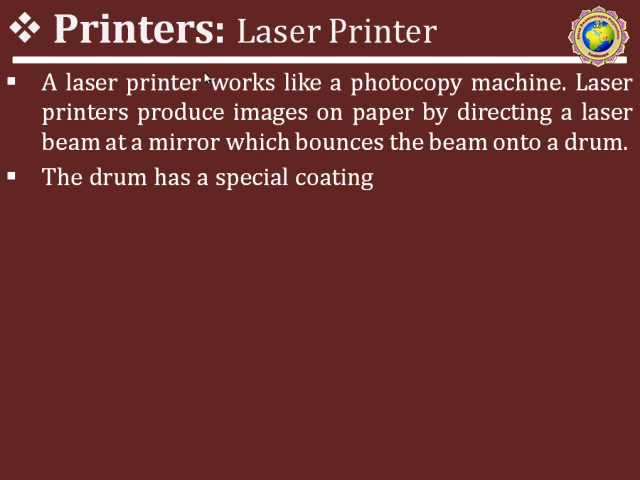 ❖ Printers: Laser Printer
▪ A laser printer works like a photocopy machine. Laser
printers produce images on paper by directing a laser
beam at a mirror which bounces the beam onto a drum.
▪ The drum has a special coating